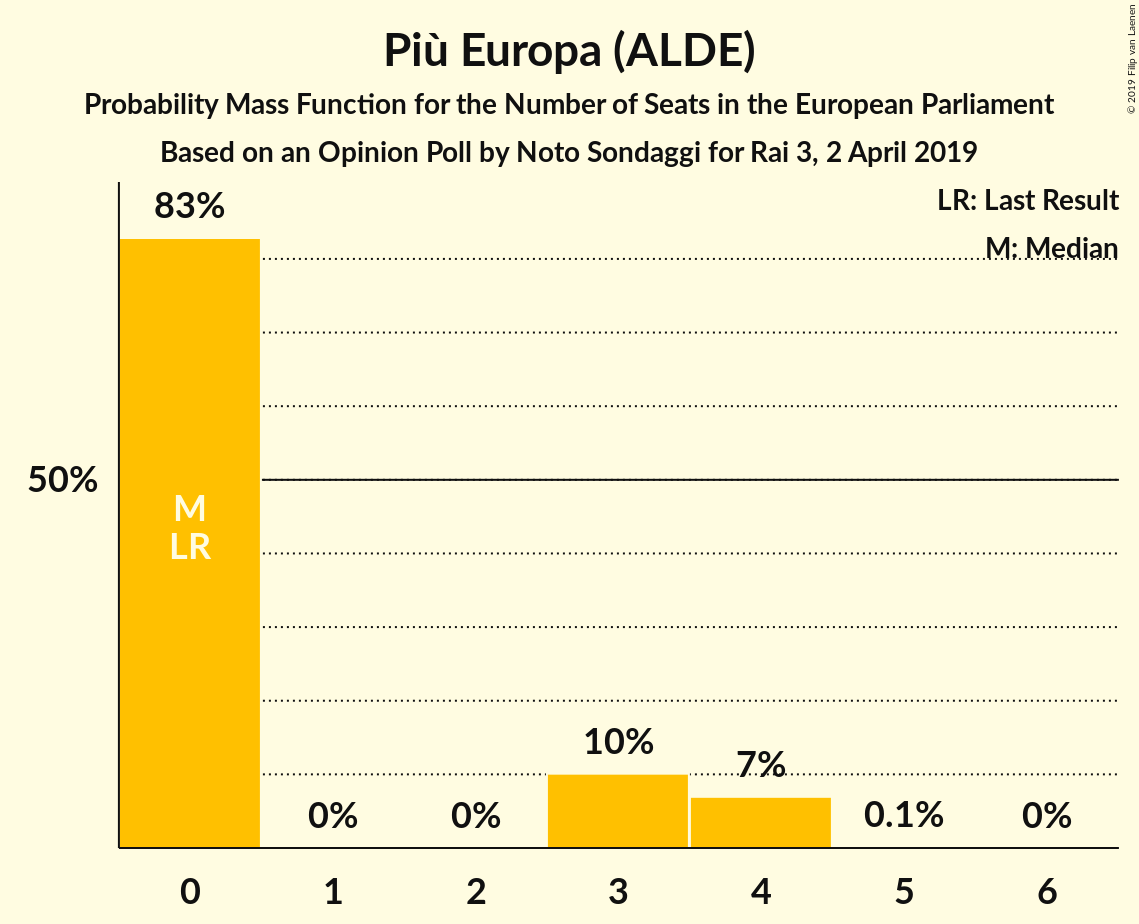 Più Europa (ALDE)
Probability Mass Function for the Number of Seats in the European Parliament
Based on an Opinion Poll by Noto Sondaggi for Rai 3, 2 April 2019
© 2019 Filip van Laenen
LR: Last Result
M: Median
83%
50%
M
LR
0%
0%
10%
7%
0.1%
0%
0 1 2 3 4 5 6